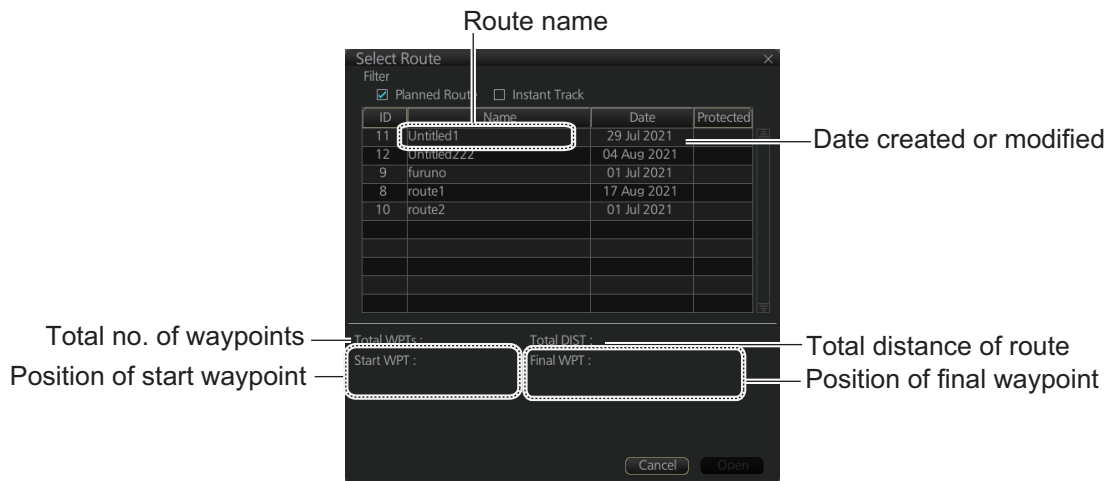 Route name
Select Route
Filter
Planned Route Instant Track
ID Name Date Protected
11 Untitled1 29 Jul 2021
Date created or modified
12 Untitled222 04 Aug 2021
9 furuno 01 Jul 2021
8 route1 17 Aug 2021
10 route2 01 Jul 2021
Total no. of waypoints
Total WPTs : Total DIST :
Total distance of route
Position of start waypoint
Start WPT : Final WPT :
Position of final waypoint
Cancel Open